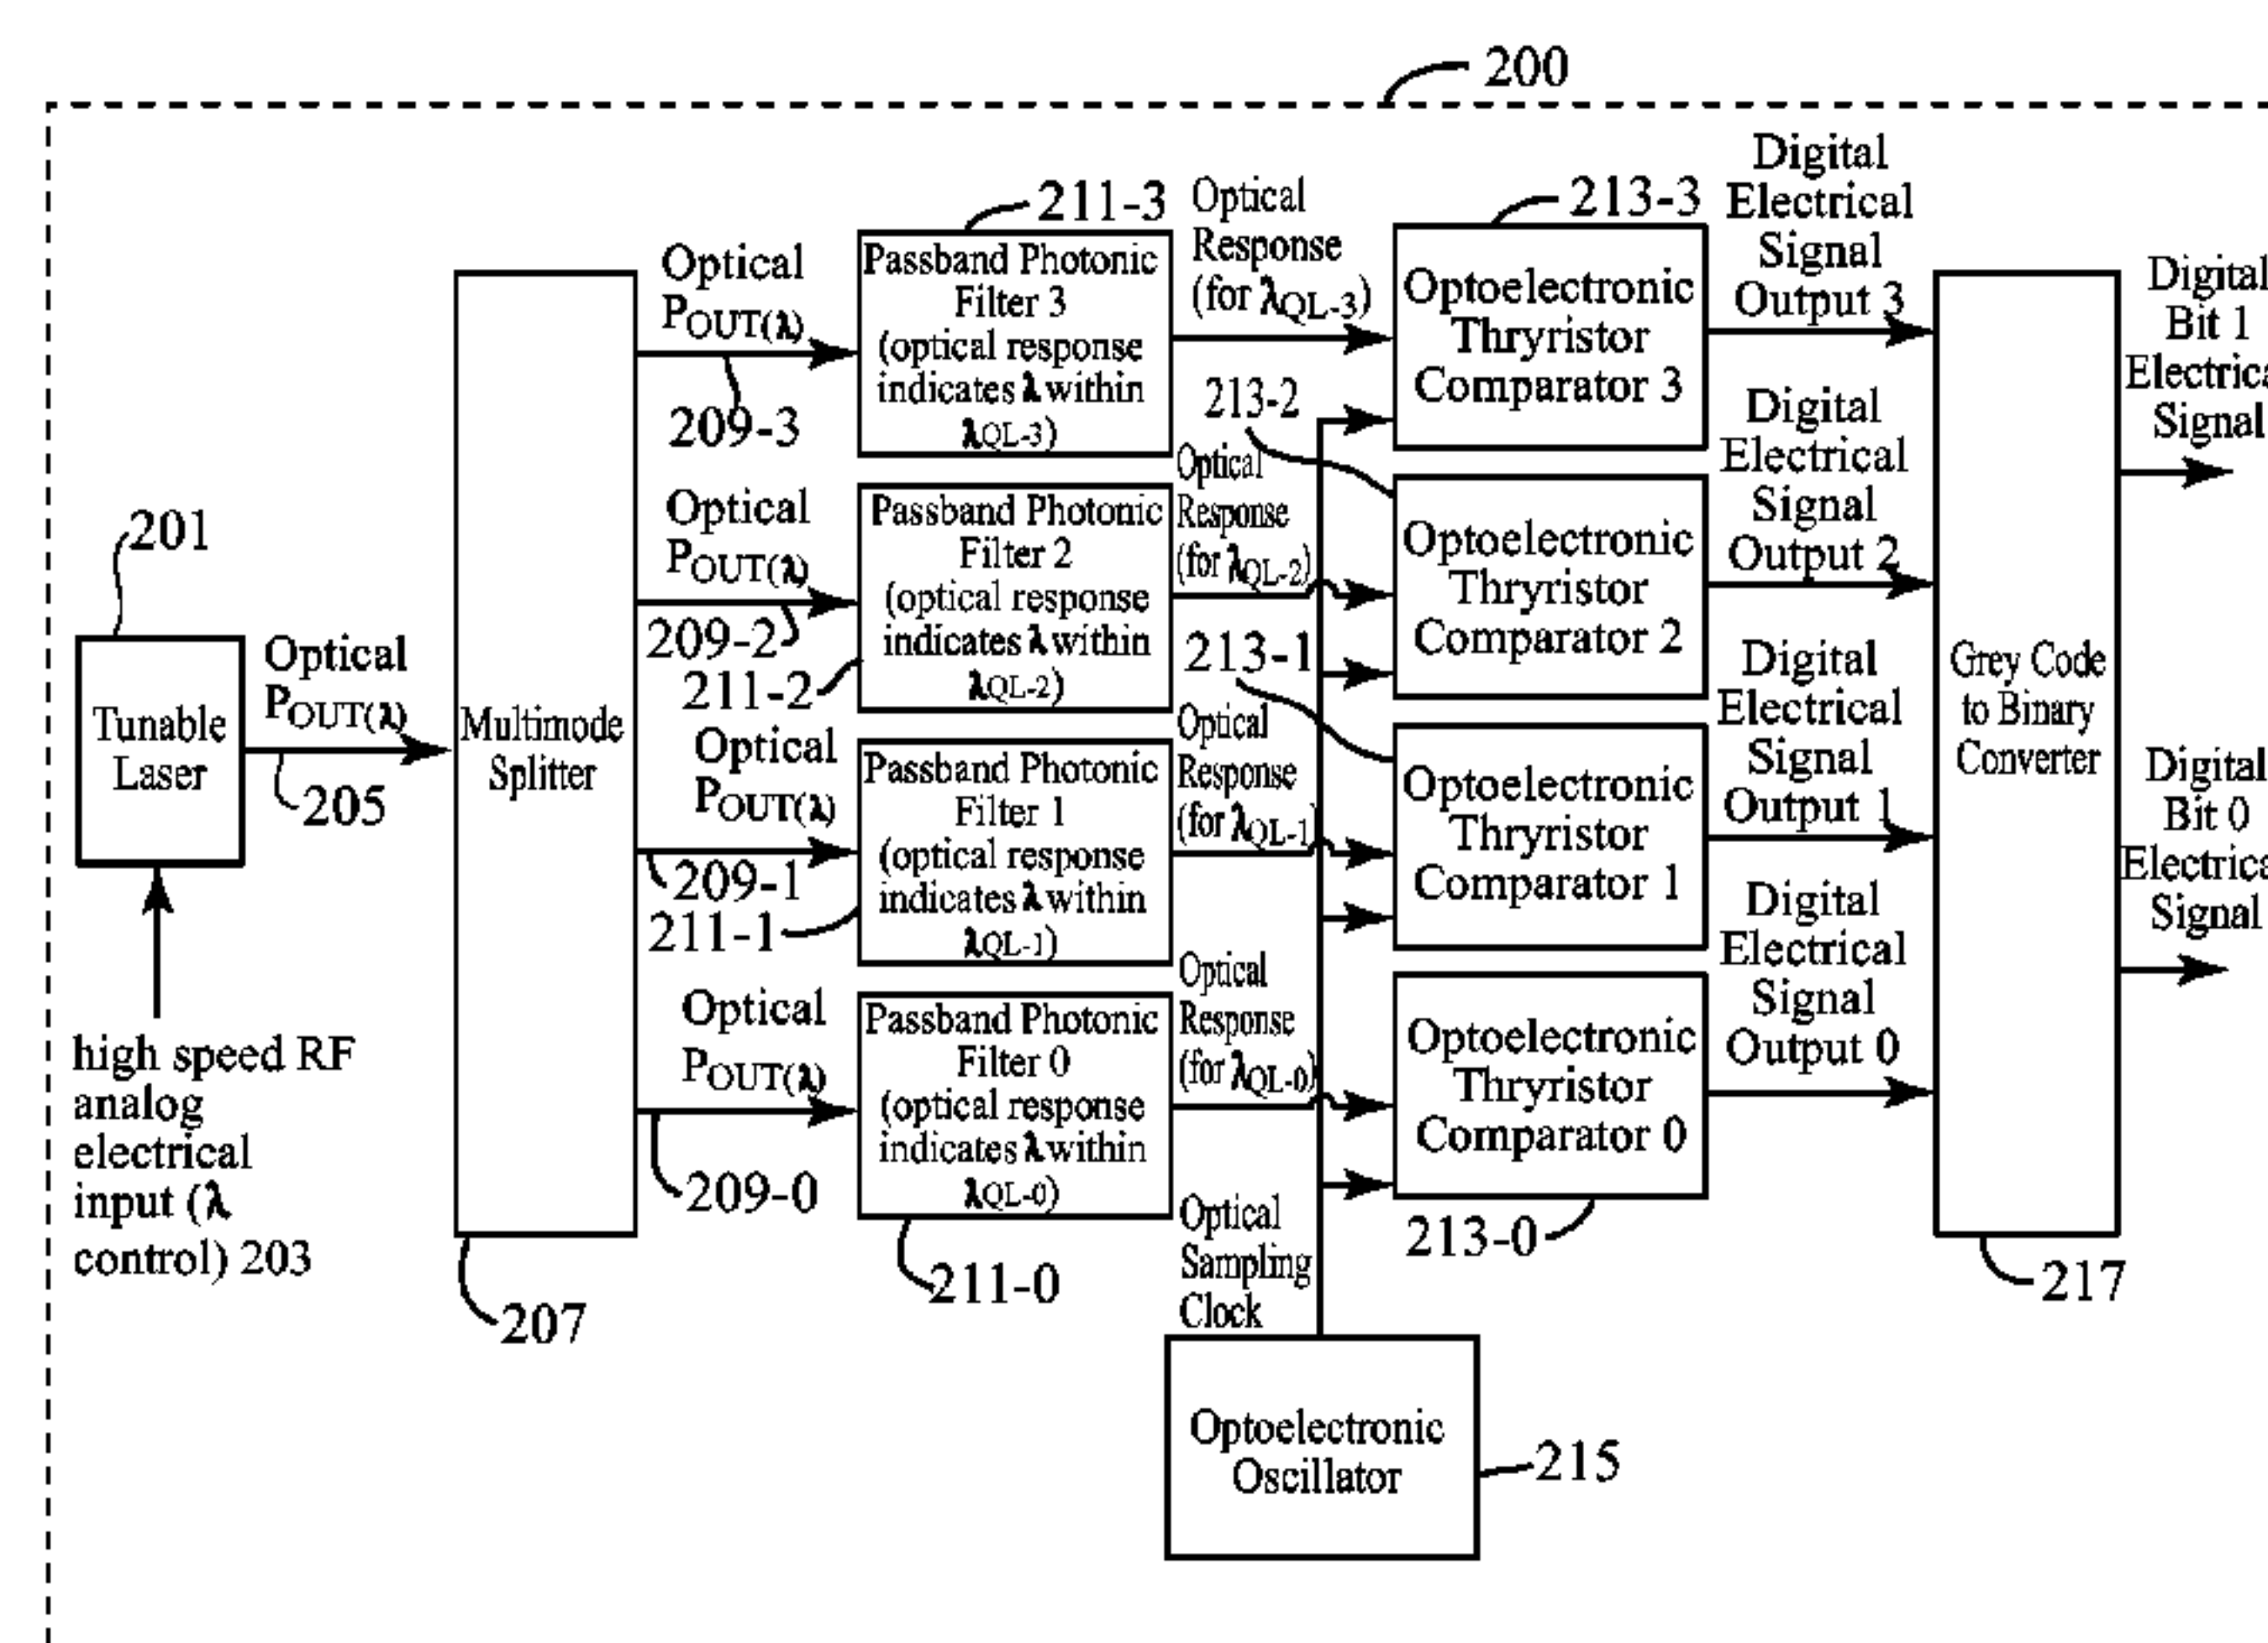 200
201
Tunable
Laser
high speed RF
analog
electrical
input (λ
control) 203
Optical
POUT(λ)
205
Multimode
Splitter
207
Optical
POUT(λ)
209-3
Optical
POUT(λ)
209-2
Optical
POUT(λ)
209-1
Optical
POUT(λ)
209-0
211-3
Passband Photonic
Filter 3
(optical response
indicates λ within
λQL-3)
211-2
Passband Photonic
Filter 2
(optical response
indicates λ within
λQL-2)
211-1
Passband Photonic
Filter 1
(optical response
indicates λ within
λQL-1)
Passband Photonic
Filter 0
(optical response
indicates λ within
λQL-0)
211-0
Optical
Response
(for λQL-3)
Optical
Response
(for λQL-2)
Optical
Response
(for λQL-1)
Optical
Response
(for λQL-0)
Optical
Sampling
Clock
Optoelectronic
Oscillator
215
213-3
Optoelectronic
Thryristor
Comparator 3
213-2
Optoelectronic
Thryristor
Comparator 2
213-1
Optoelectronic
Thryristor
Comparator 1
Optoelectronic
Thryristor
Comparator 0
213-0
Digital
Electrical
Signal
Output 3
Digital
Electrical
Signal
Output 2
Digital
Electrical
Signal
Output 1
Digital
Electrical
Signal
Output 0
Grey Code
to Binary
Converter
217
Digital
Bit 1
Electrica
Signal
Digital
Bit 0
Electrica
Signal